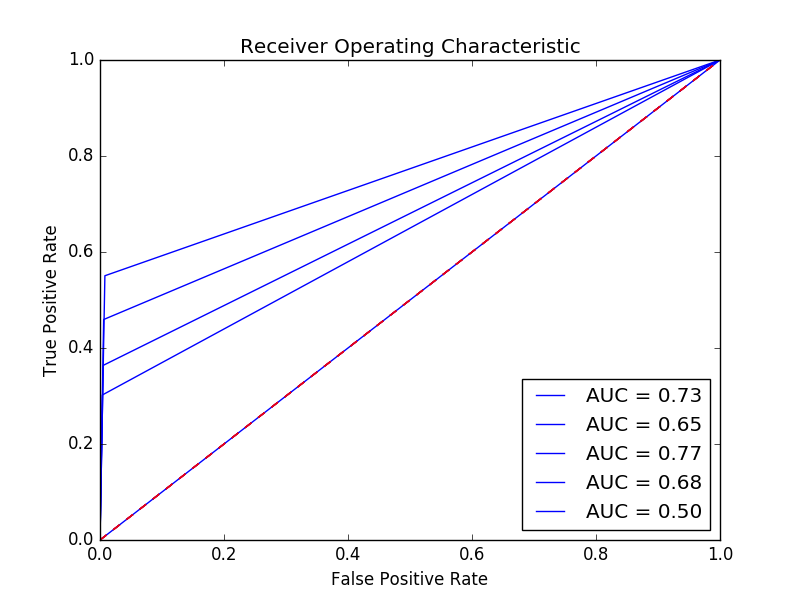 Receiver Operating Characteristic
1.0
0.8
0.6
0.4
0.2
0.0
True Positive Rate
0.0 0.2 0.4 0.6 0.8 1.0
False Positive Rate
AUC = 0.73
AUC = 0.65
AUC = 0.77
AUC = 0.68
AUC = 0.50